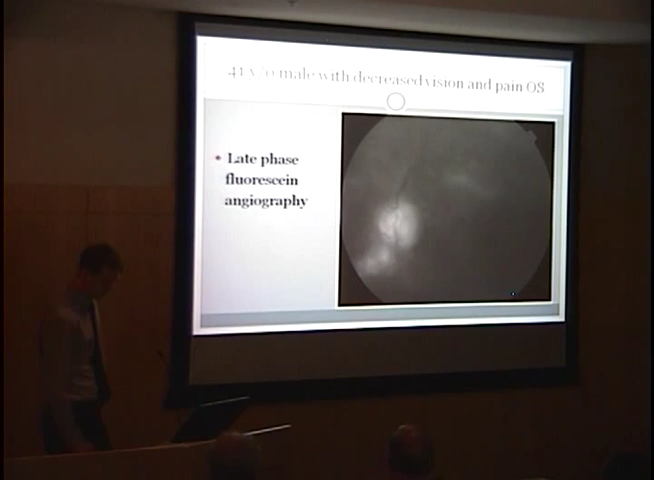 41 y/o male with decreased vision and pain OS
• Late phase
fluorescein
angiography